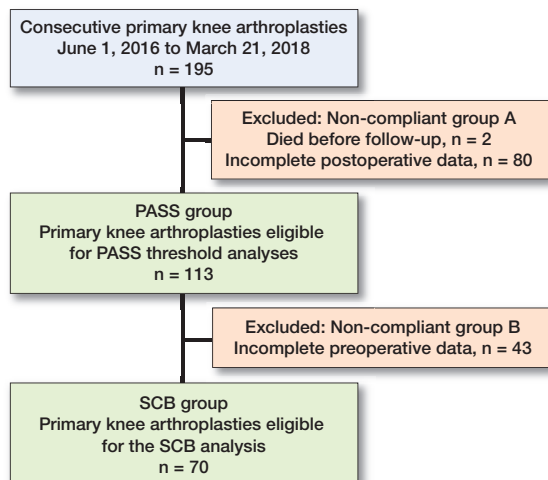 Consecutive primary knee arthroplasties
June 1, 2016 to March 21, 2018
n = 195
Excluded: Non-compliant group A
Died before follow-up, n = 2
Incomplete postoperative data, n = 80
PASS group
Primary knee arthroplasties eligible
for PASS threshold analyses
n = 113
Excluded: Non-compliant group B
Incomplete preoperative data, n = 43
SCB group
Primary knee arthroplasties eligible
for the SCB analysis
n = 70